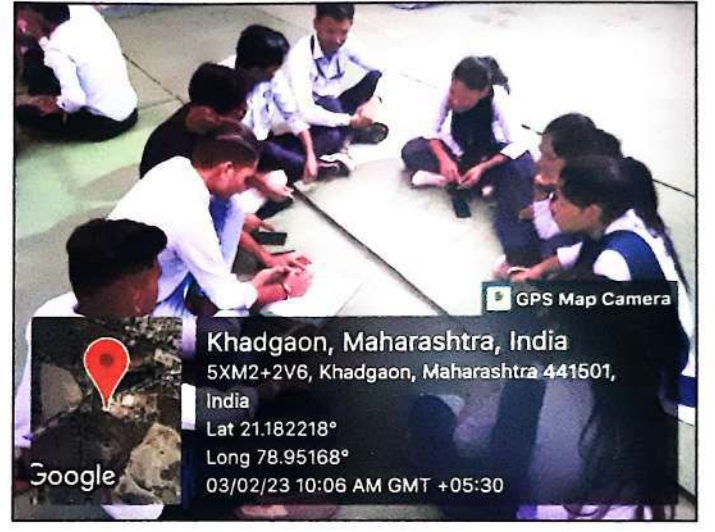 GPS Map Camera
Khadgaon, Maharashtra, India
5XM2+2V6, Khadgaon, Maharashtra 441501,
India
Lat 21.182218°
Long 78.95168°
03/02/23 10:06 AM GMT +05:30
Google